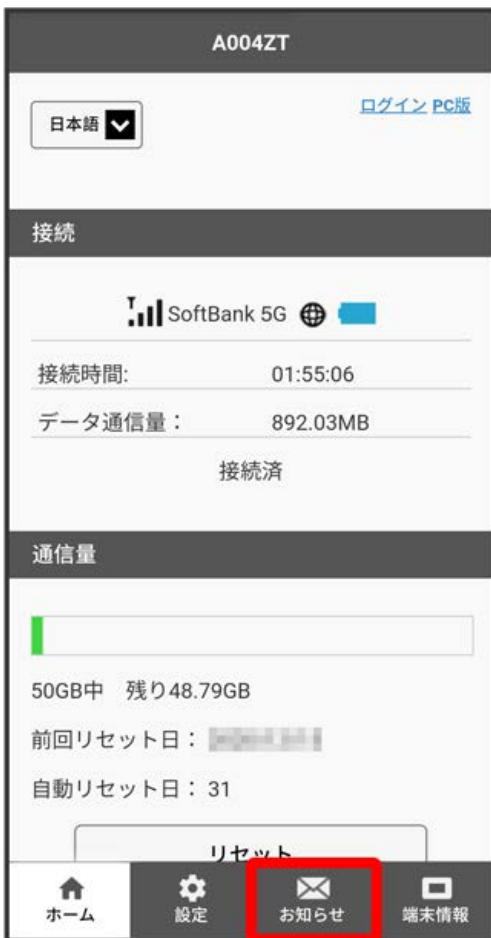 A004ZT
日本語
ログイン PC版
接続
SoftBank 5G
接続時間: 01:55:06
データ通信量： 892.03MB
接続済
通信量
50GB中 残り48.79GB
前回リセット日：
自動リセット日：31
リセット
ホーム 設定 お知らせ 端末情報